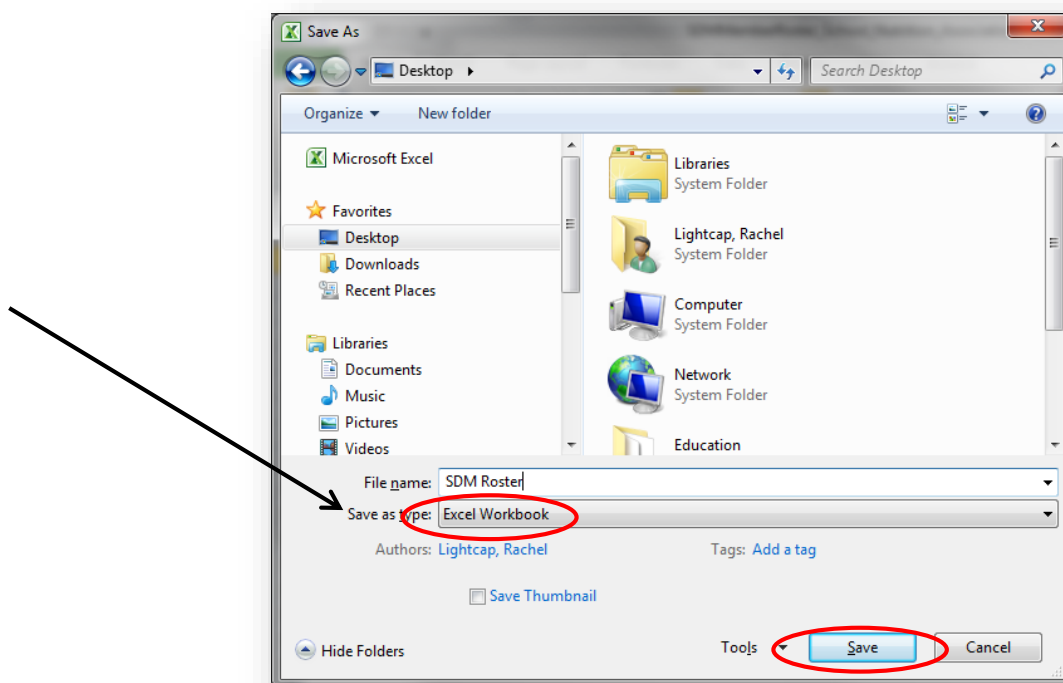 Save As
Desktop
Search Desktop
Organize
New folder
Microsoft Excel
Favorites
Desktop
Downloads
Recent Places
Libraries
Documents
Music
Pictures
Videos
Libraries
System Folder
Lightcap, Rachel
System Folder
Computer
System Folder
Network
System Folder
Education
File name: SDM Roster
Save as type: Excel Workbook
Authors: Lightcap, Rachel
Tags: Add a tag
Save Thumbnail
Hide Folders
Tools
Save
Cancel